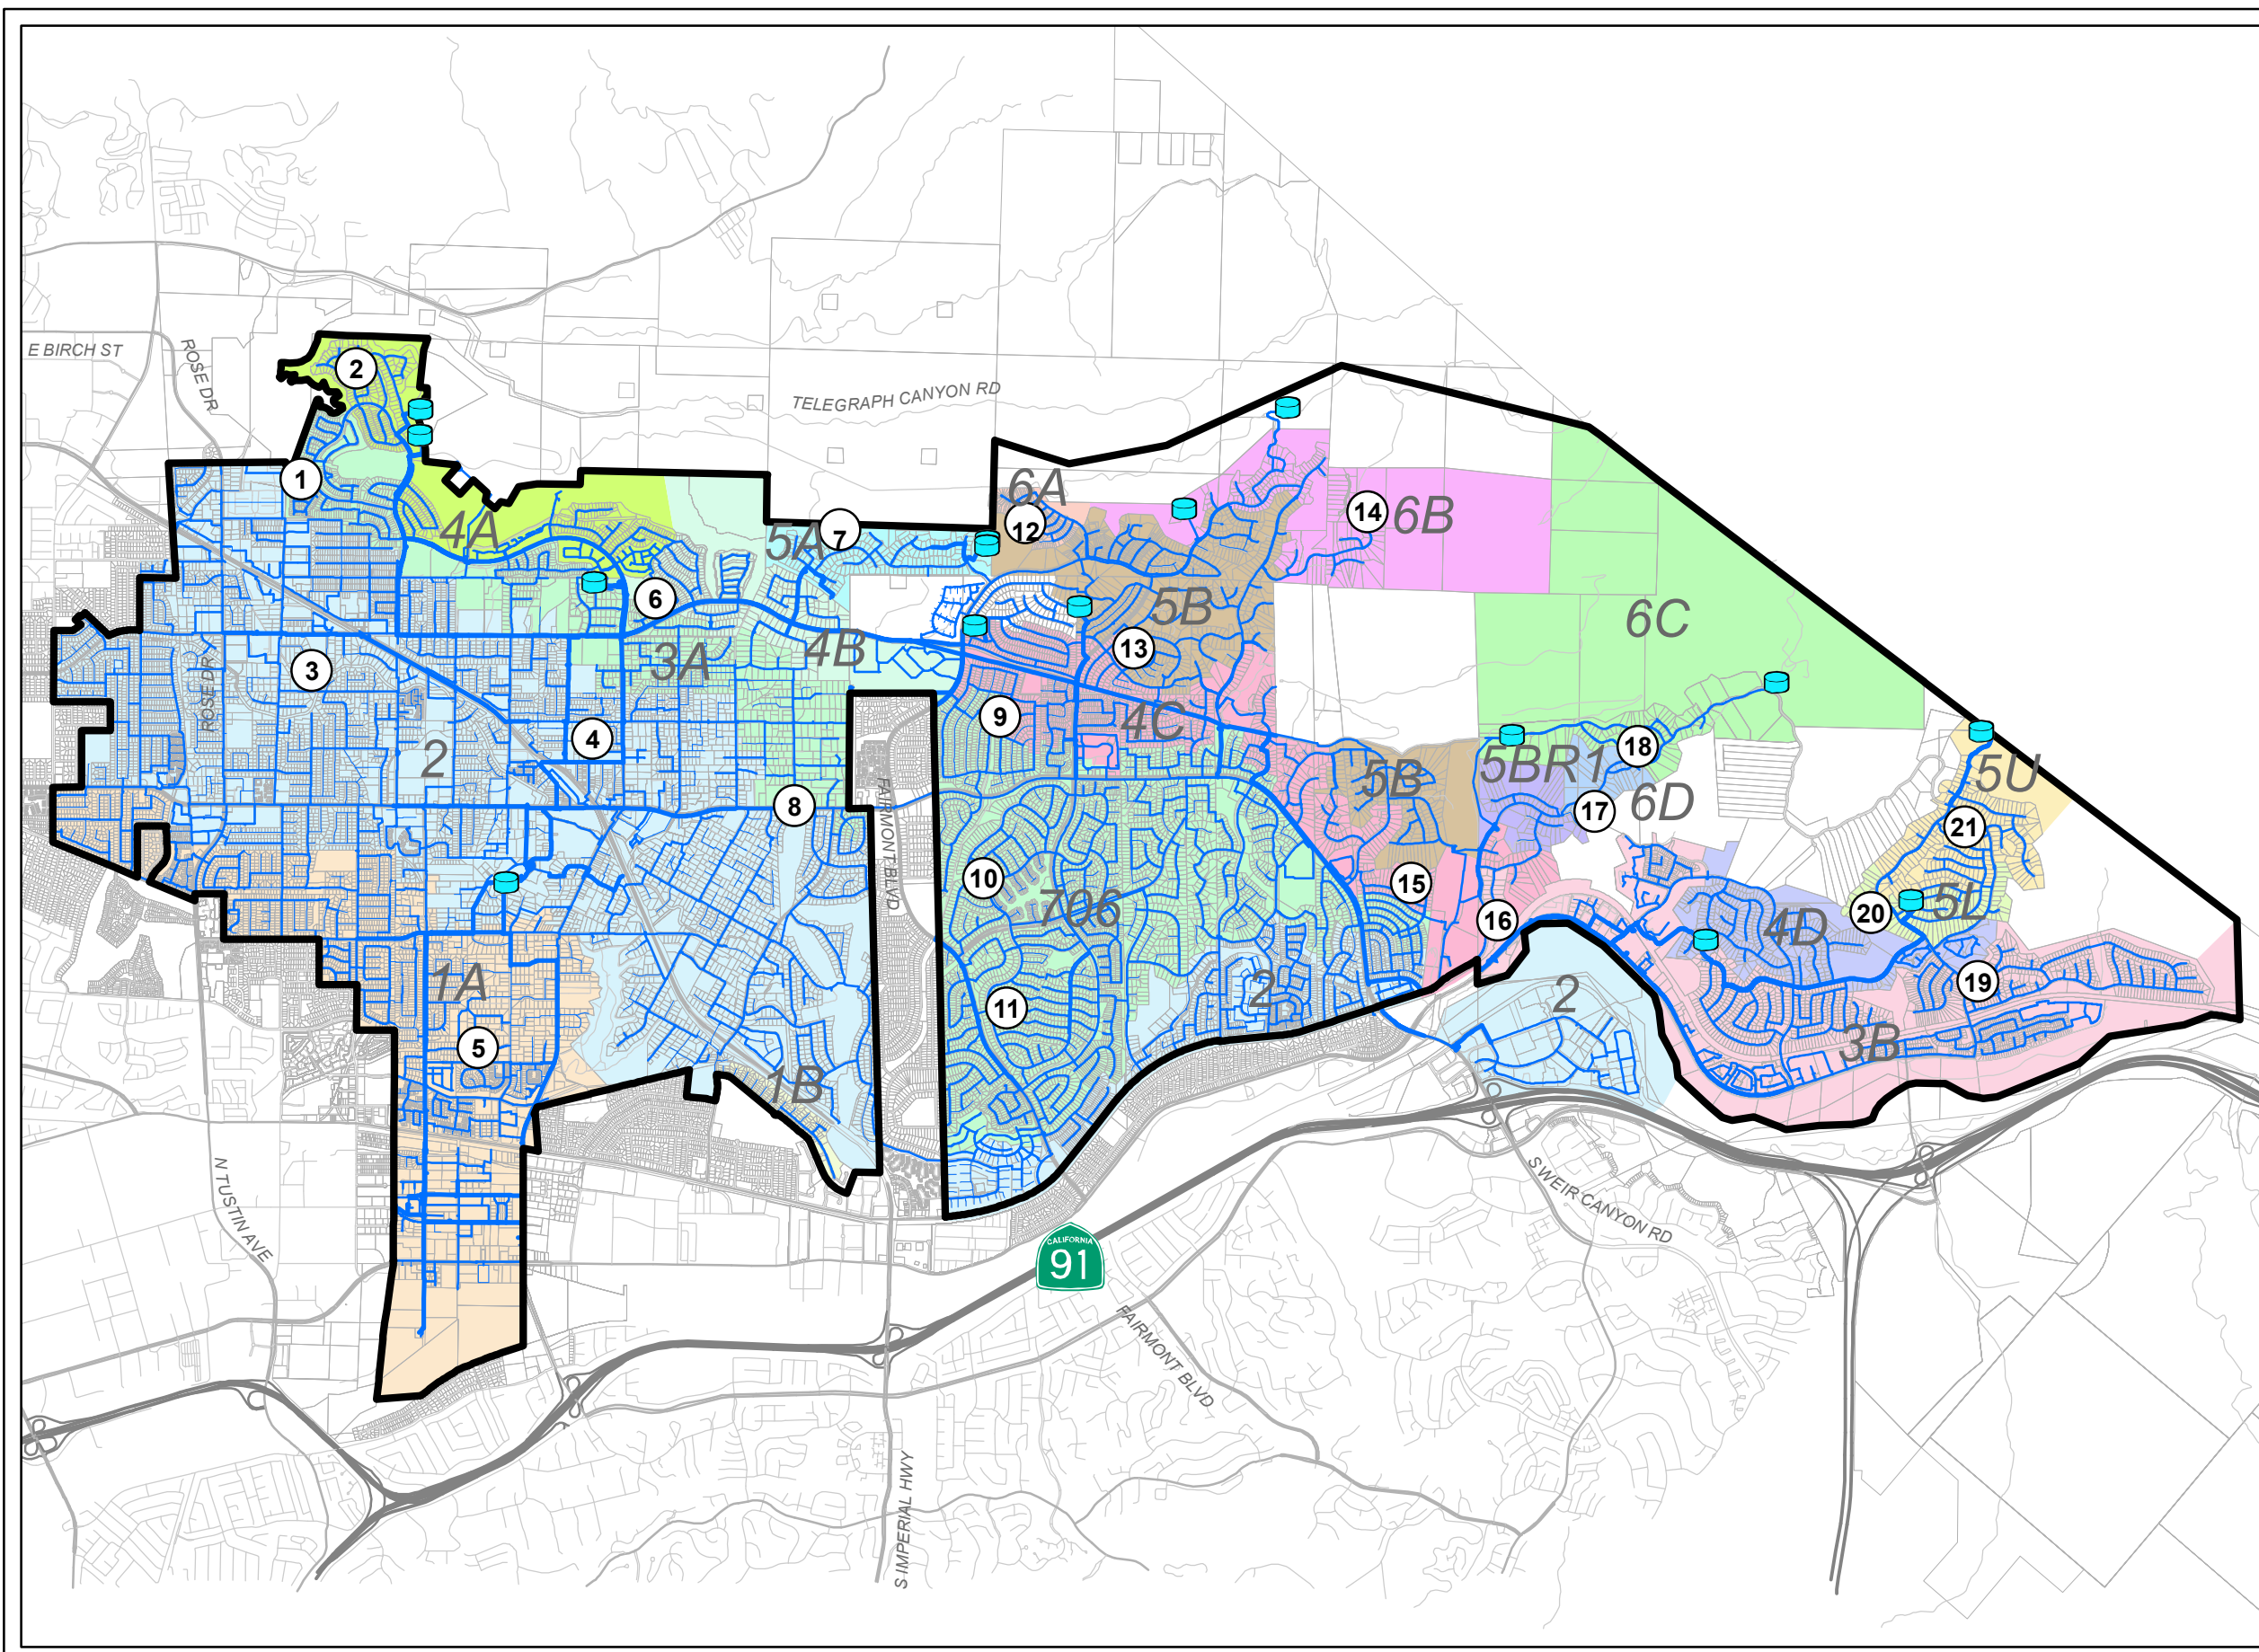 E BIRCH ST
ROSE DR
2
TELEGRAPH CANYON RD
1
4A
5A
7
6A
12
14
6B
6
3A
4B
5B
13
6C
3
ROSE DR
2
4
9
4C
5B
5BR1
18
17
6D
5U
21
8
FAIRMONT BLVD
10
706
15
16
4D
20
5L
1A
5
11
2
2
19
3B
1B
N TUSTIN AVE
S WEIR CANYON RD
CALIFORNIA
91
FAIRMONT BLVD
S IMPERIAL HWY